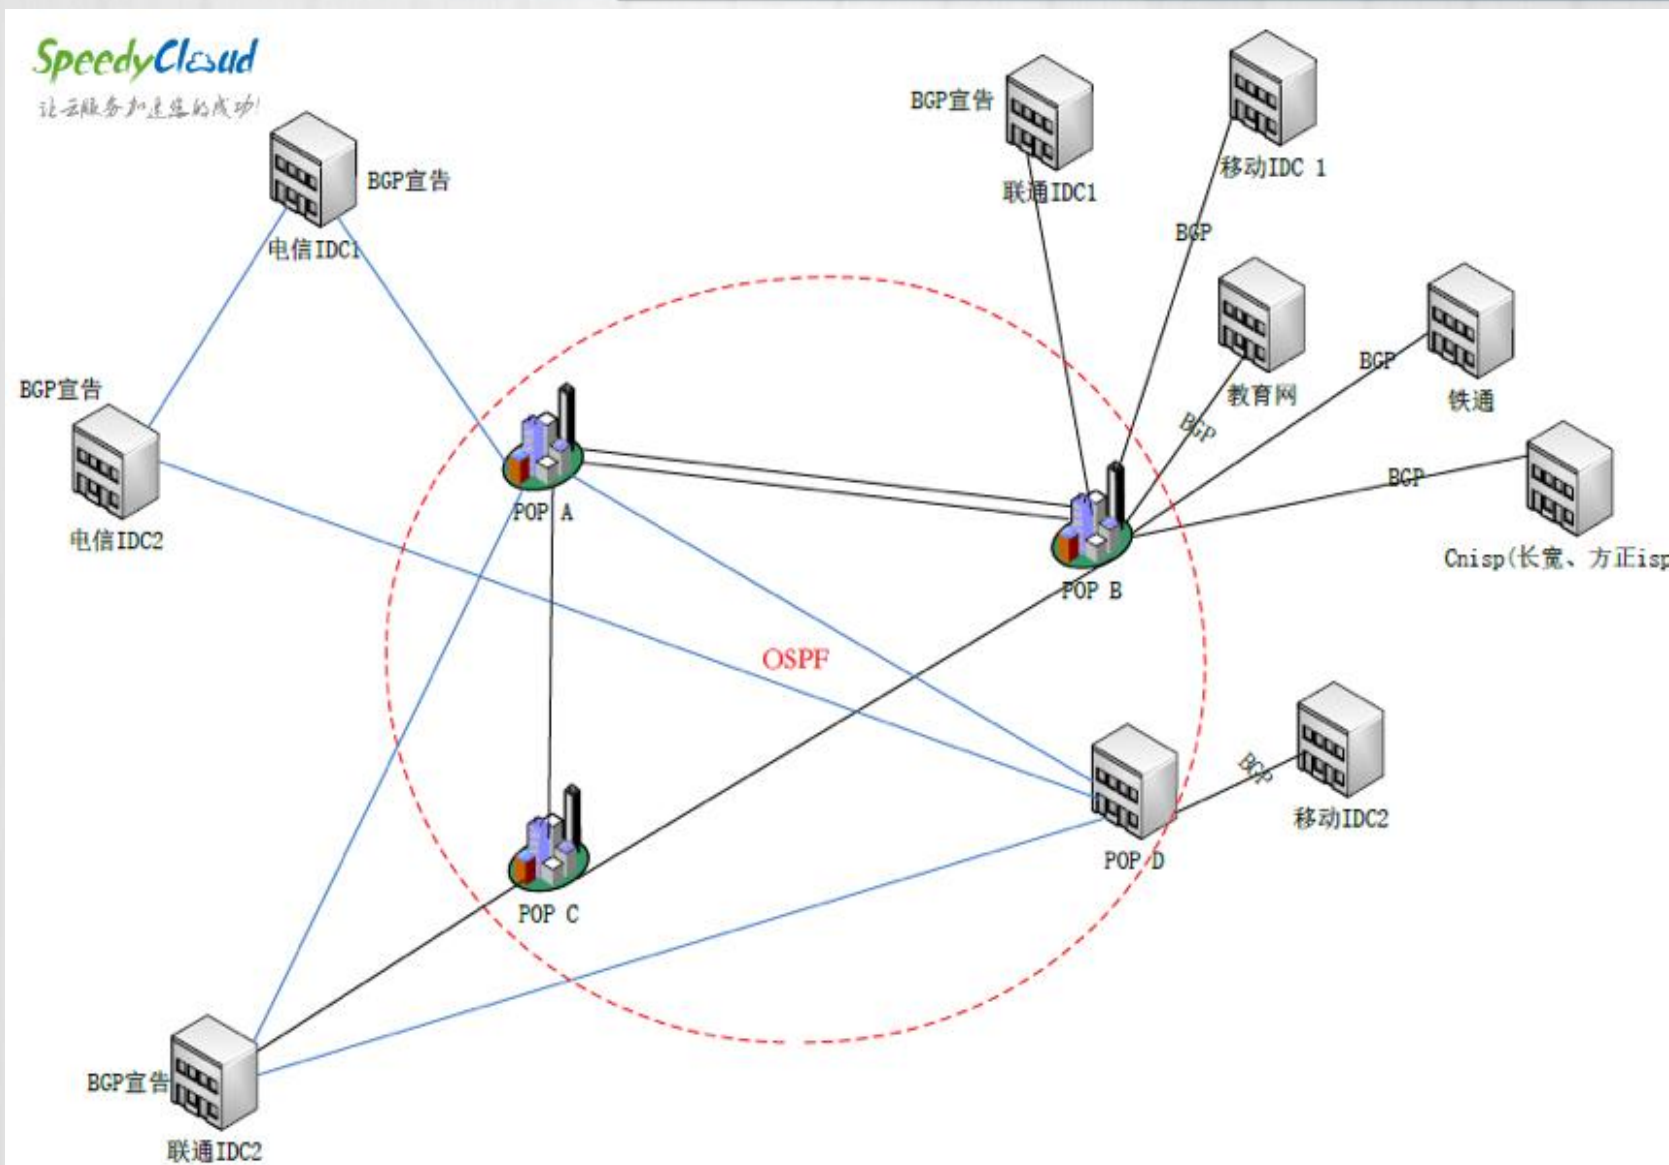 SpeedyCloud
让云服务加速您的成功!
BGP宣告
移动IDC 1
联通IDC1
BGP宣告
电信IDC1
BGP
BGP
教育网
铁通
BGP宣告
BGP
BGP
电信IDC2
POP A
Cnisp(长宽、方正isp
POP B
OSPF
BGP
移动IDC2
POP D
POP C
BGP宣告
联通IDC2